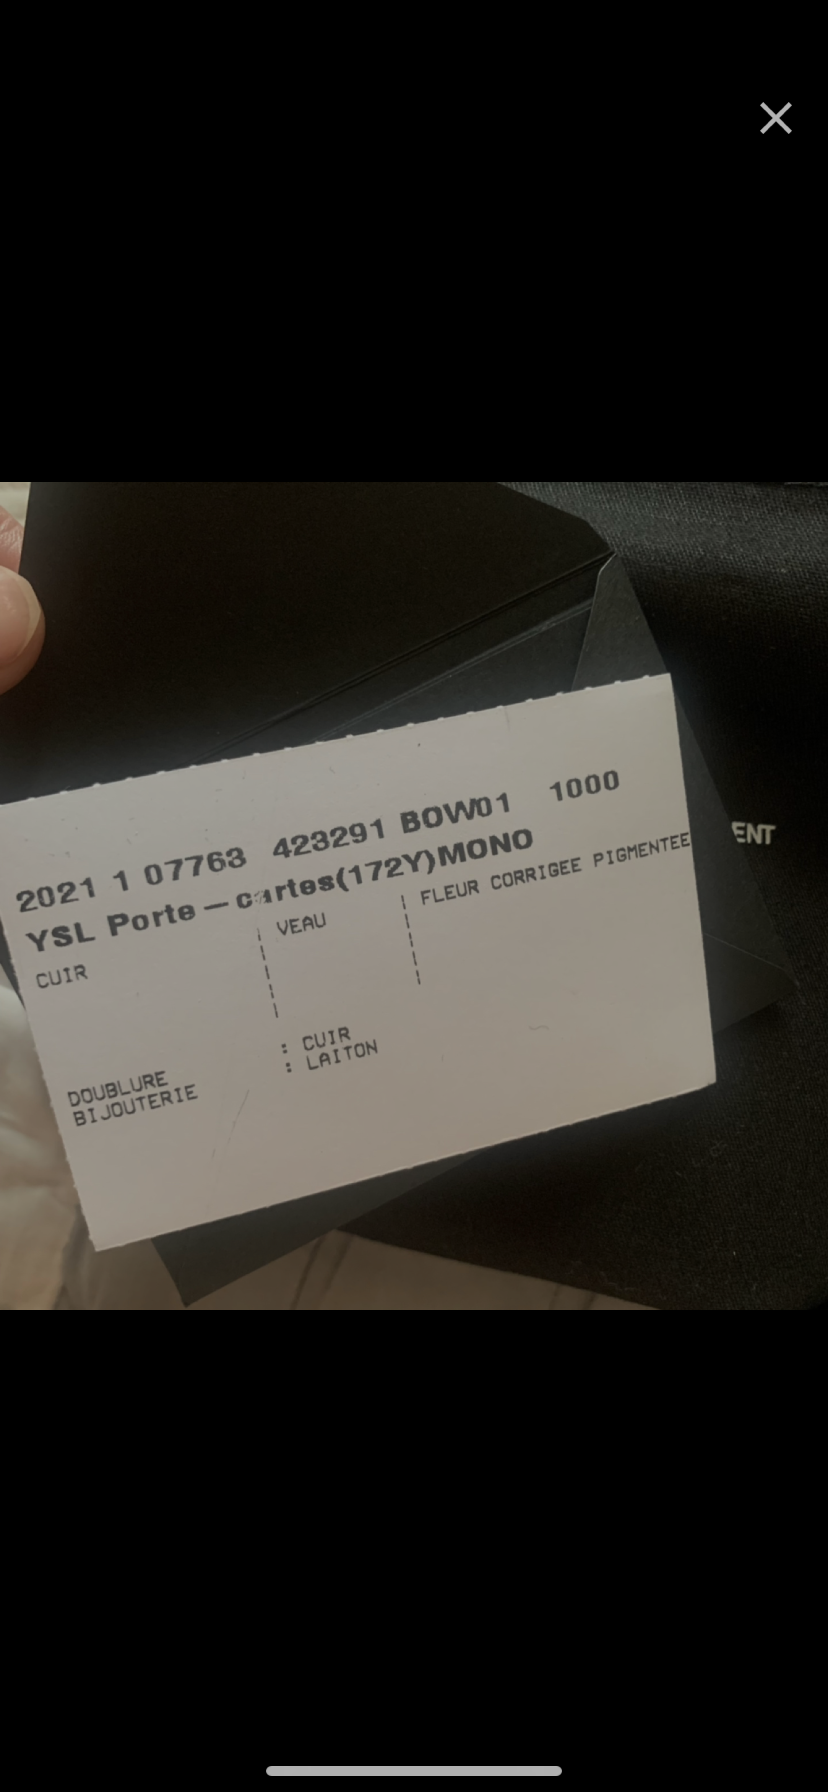 ENT
2021 1 07763 423291 BOW01 1000
YSL Porte-cartes(172Y)MONO
CUIR | VEAU | FLEUR CORRIGEE PIGMENTEE
DOUBLURE : CUIR
BIJOUTERIE : LAITON